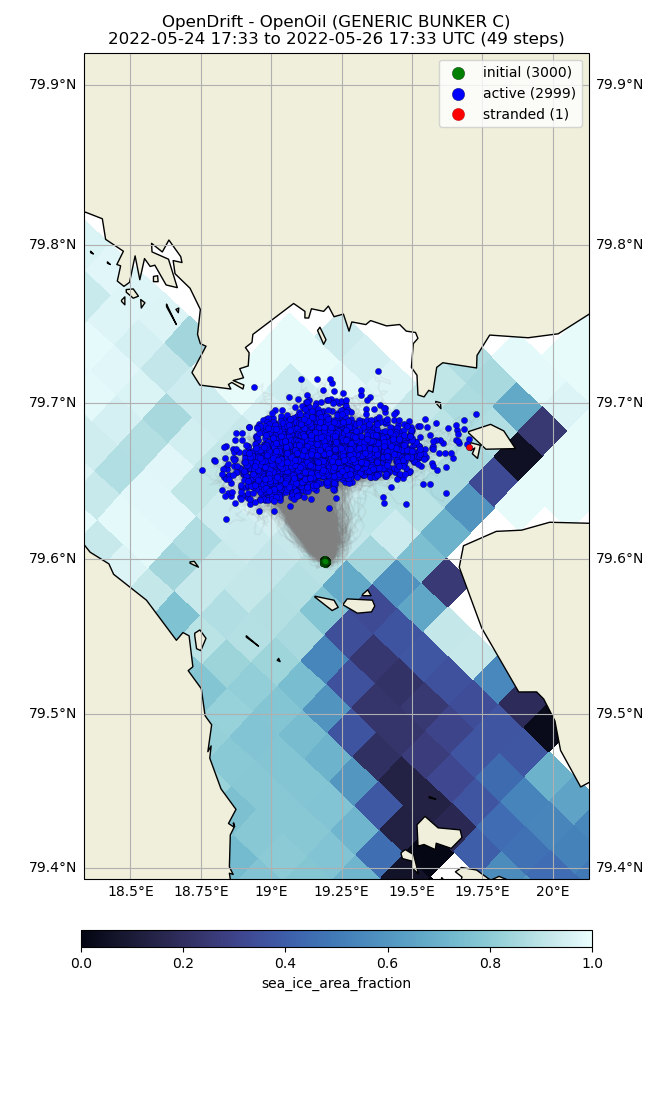 OpenDrift - OpenOil (GENERIC BUNKER C)
2022-05-24 17:33 to 2022-05-26 17:33 UTC (49 steps)
initial (3000)
active (2999)
stranded (1)
79.9°N 79.9°N
79.8°N 79.8°N
79.7°N 79.7°N
79.6°N 79.6°N
79.5°N 79.5°N
79.4°N 79.4°N
18.5°E 18.75°E 19°E 19.25°E 19.5°E 19.75°E 20°E
0.0 0.2 0.4 0.6 0.8 1.0
sea_ice_area_fraction